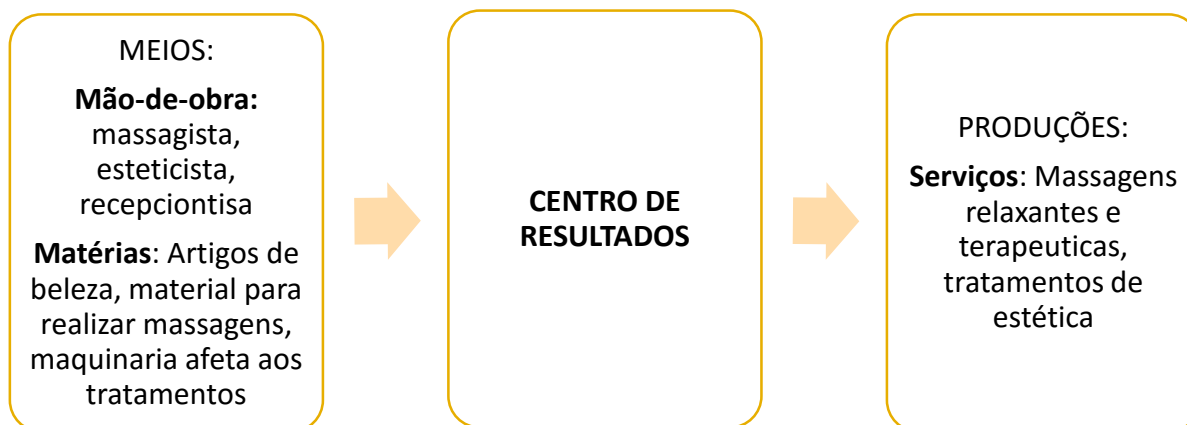 MEIOS:
Mão-de-obra:
massagista,
esteticista,
recepciontisa
Matérias: Artigos de
beleza, material para
realizar massagens,
maquinaria afeta aos
tratamentos
CENTRO DE
RESULTADOS
PRODUÇÕES:
Serviços: Massagens
relaxantes e
terapeuticas,
tratamentos de
estética